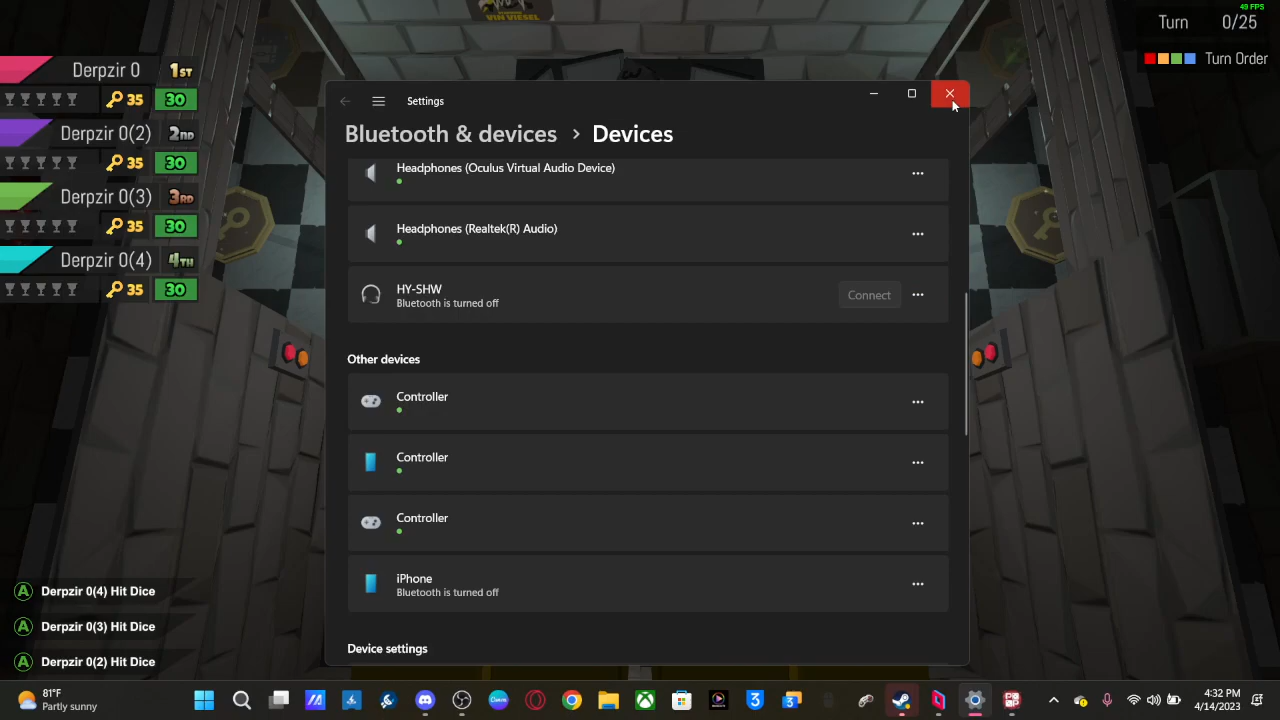 VIN VIESEL
49 FPS
Turn 0/25
Turn Order
Derpzir 0 1ST
35 30
Derpzir 0(2) 2ND
35 30
Derpzir 0(3) 3RD
35 30
Derpzir 0(4) 4TH
35 30
Settings
Bluetooth & devices > Devices
Headphones (Oculus Virtual Audio Device)
Headphones (Realtek(R) Audio)
HY-SHW
Bluetooth is turned off
Connect
Other devices
Controller
Controller
Controller
iPhone
Bluetooth is turned off
Device settings
A Derpzir 0(4) Hit Dice
A Derpzir 0(3) Hit Dice
A Derpzir 0(2) Hit Dice
81°F
Partly sunny
4:32 PM
4/14/2023